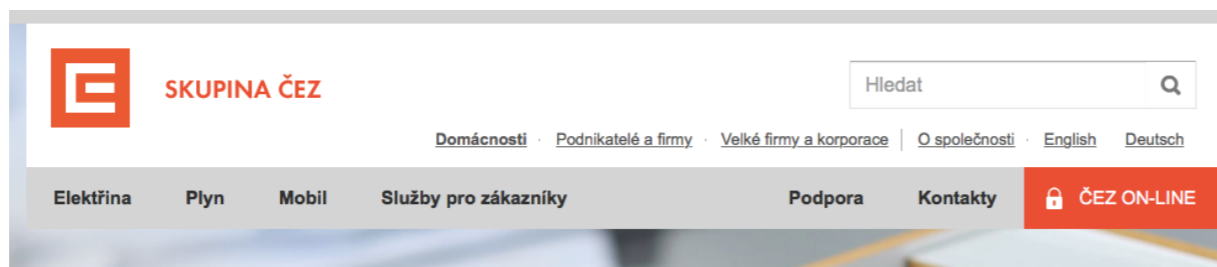 SKUPINA ČEZ
Hledat
Domácnosti · Podnikatelé a firmy · Velké firmy a korporace | O společnosti · English Deutsch
Elektřina Plyn Mobil Služby pro zákazníky Podpora Kontakty ČEZ ON-LINE